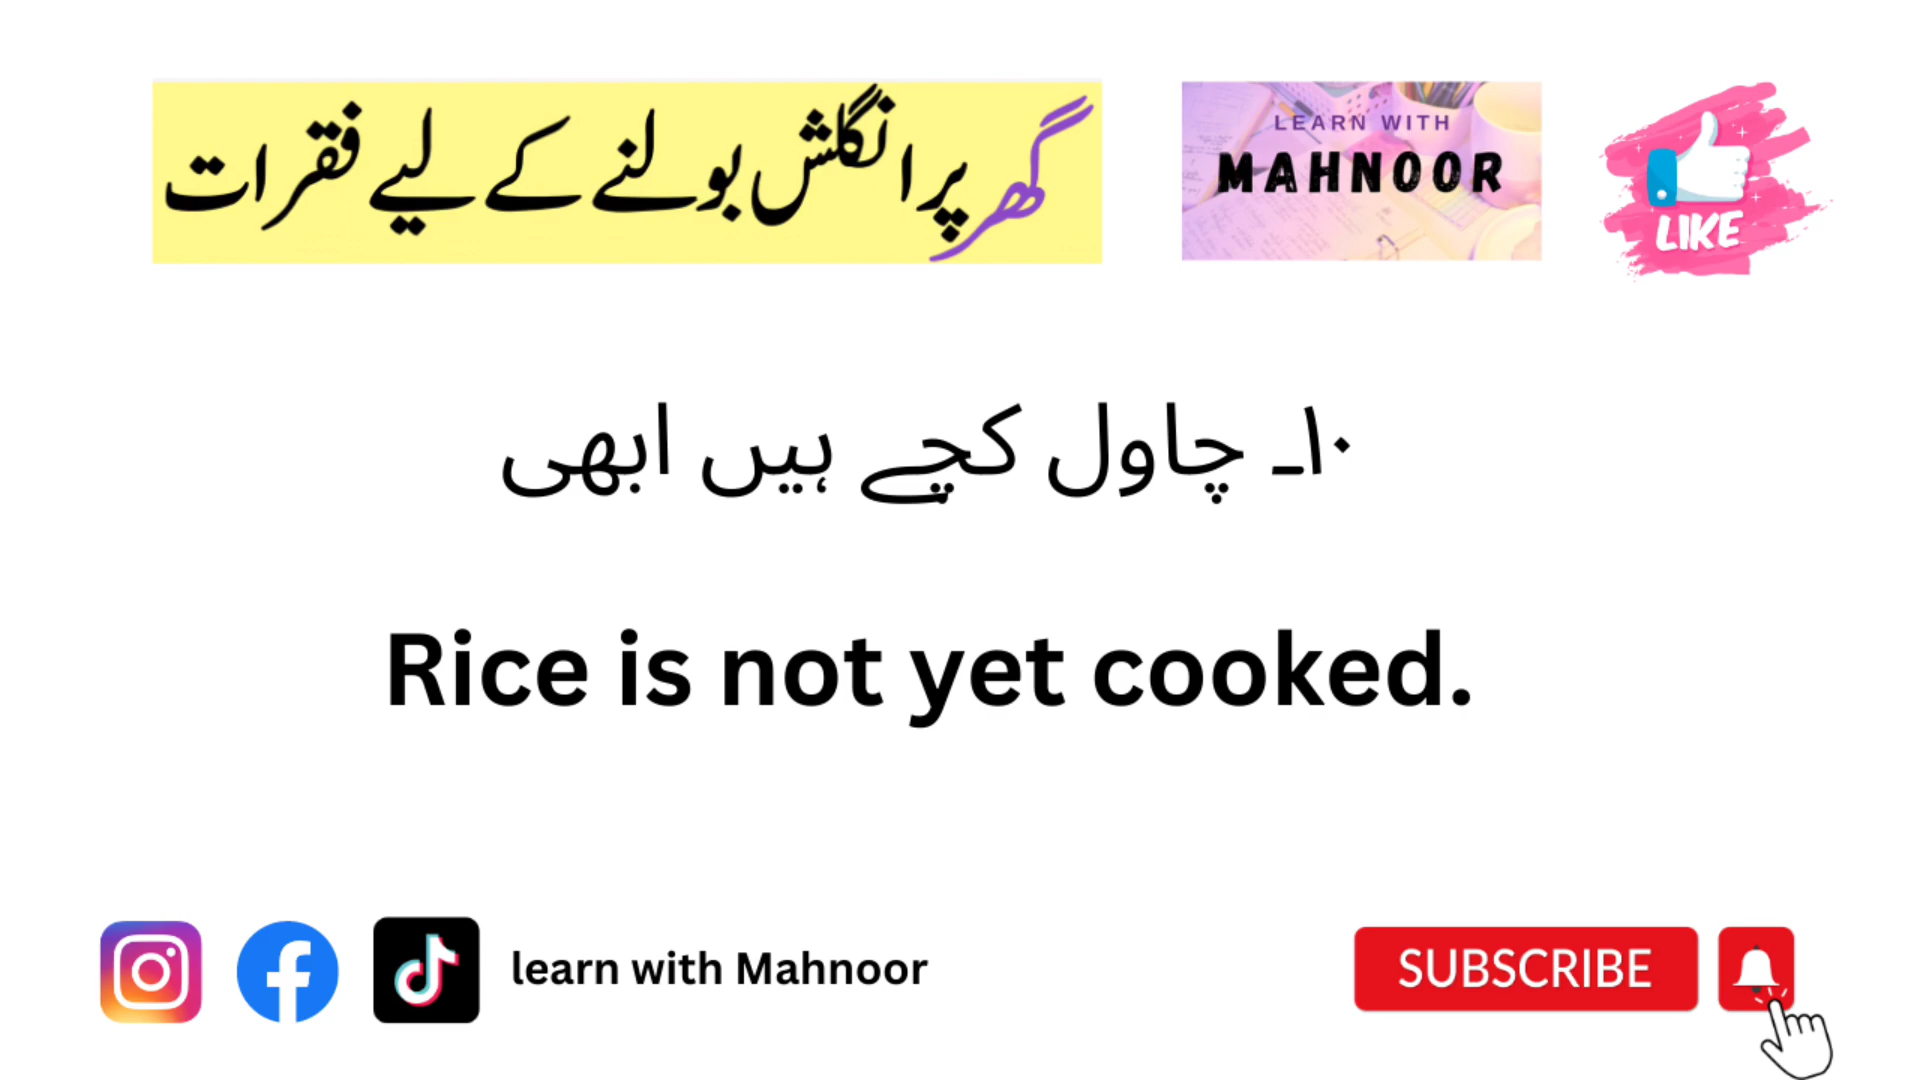 گھر پر انگلش بولنے کے لیے فقرات
LEARN WITH
MAHNOOR
LIKE
۱۰۔ چاول کچے ہیں ابھی
Rice is not yet cooked.
learn with Mahnoor
SUBSCRIBE